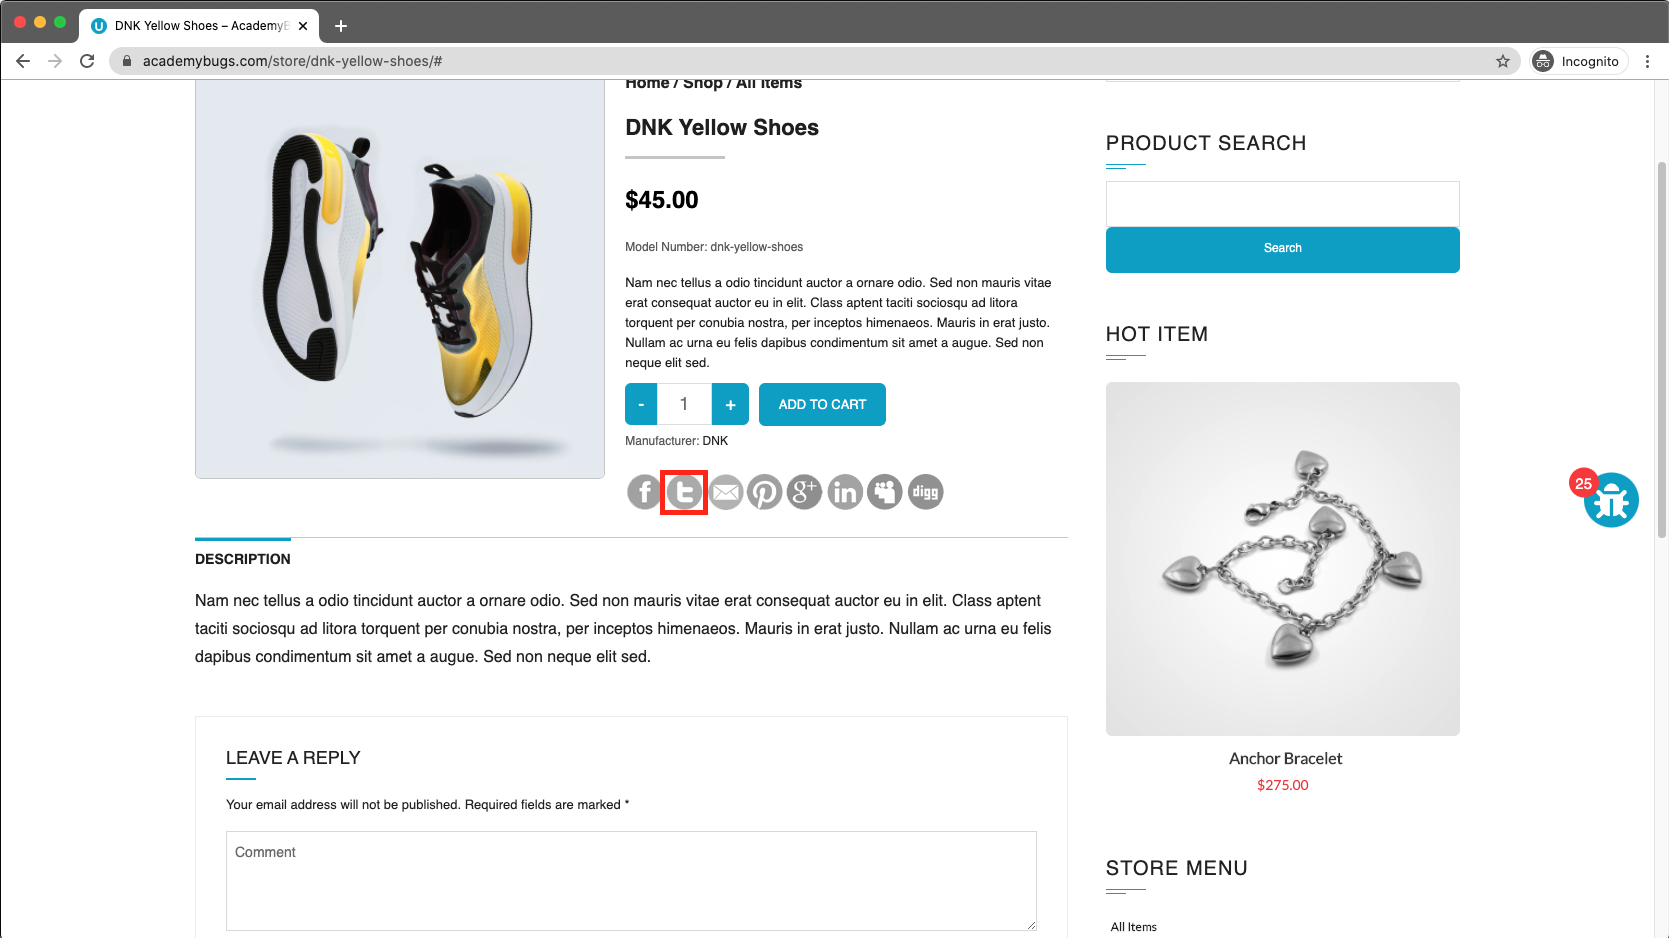 DNK Yellow Shoes – AcademyB
academybugs.com/store/dnk-yellow-shoes/#
Incognito
Home / Shop / All Items
DNK Yellow Shoes
$45.00
Model Number: dnk-yellow-shoes
Nam nec tellus a odio tincidunt auctor a ornare odio. Sed non mauris vitae
erat consequat auctor eu in elit. Class aptent taciti sociosqu ad litora
torquent per conubia nostra, per inceptos himenaeos. Mauris in erat justo.
Nullam ac urna eu felis dapibus condimentum sit amet a augue. Sed non
neque elit sed.
- 1 + ADD TO CART
Manufacturer: DNK
f t g+ in digg
DESCRIPTION
Nam nec tellus a odio tincidunt auctor a ornare odio. Sed non mauris vitae erat consequat auctor eu in elit. Class aptent
taciti sociosqu ad litora torquent per conubia nostra, per inceptos himenaeos. Mauris in erat justo. Nullam ac urna eu felis
dapibus condimentum sit amet a augue. Sed non neque elit sed.
LEAVE A REPLY
Your email address will not be published. Required fields are marked *
Comment
PRODUCT SEARCH
Search
HOT ITEM
Anchor Bracelet
$275.00
STORE MENU
All Items
25